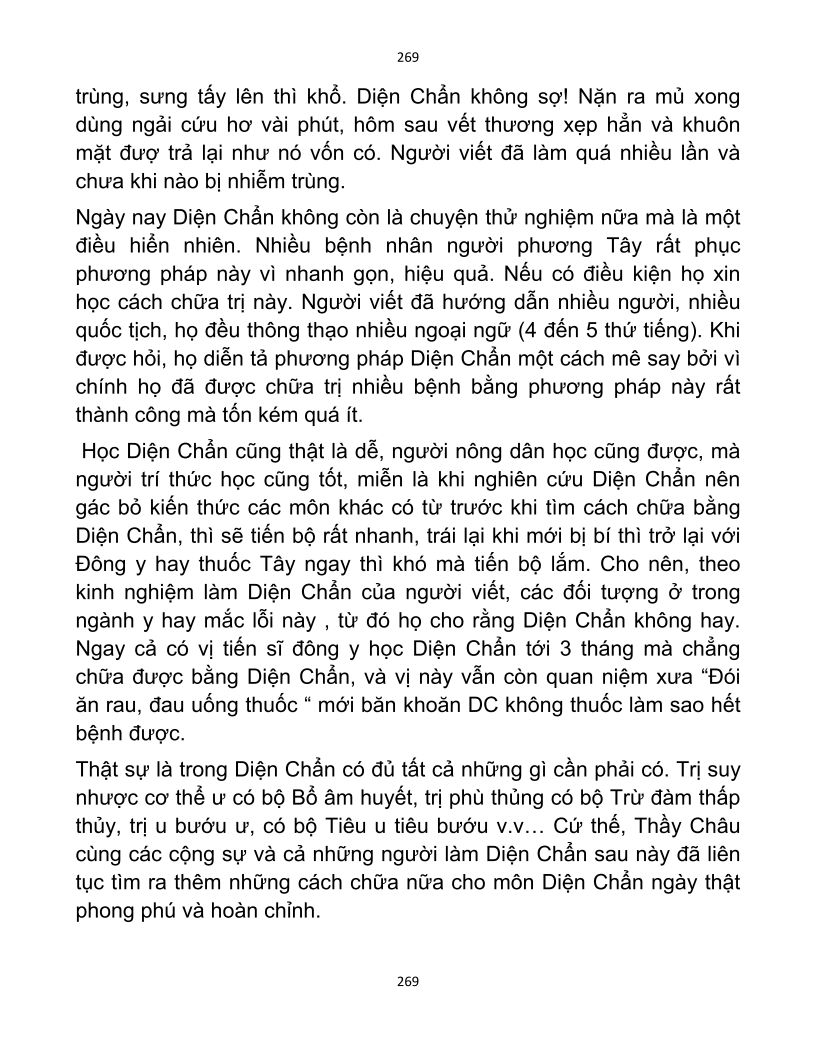 269
trùng, sưng tấy lên thì khổ. Diện Chẩn không sợ! Nặn ra mủ xong
dùng ngải cứu hơ vài phút, hôm sau vết thương xẹp hẳn và khuôn
mặt đượ trả lại như nó vốn có. Người viết đã làm quá nhiều lần và
chưa khi nào bị nhiễm trùng.
Ngày nay Diện Chẩn không còn là chuyện thử nghiệm nữa mà là một
điều hiển nhiên. Nhiều bệnh nhân người phương Tây rất phục
phương pháp này vì nhanh gọn, hiệu quả. Nếu có điều kiện họ xin
học cách chữa trị này. Người viết đã hướng dẫn nhiều người, nhiều
quốc tịch, họ đều thông thạo nhiều ngoại ngữ (4 đến 5 thứ tiếng). Khi
được hỏi, họ diễn tả phương pháp Diện Chẩn một cách mê say bởi vì
chính họ đã được chữa trị nhiều bệnh bằng phương pháp này rất
thành công mà tốn kém quá ít.
Học Diện Chẩn cũng thật là dễ, người nông dân học cũng được, mà
người trí thức học cũng tốt, miễn là khi nghiên cứu Diện Chẩn nên
gác bỏ kiến thức các môn khác có từ trước khi tìm cách chữa bằng
Diện Chẩn, thì sẽ tiến bộ rất nhanh, trái lại khi mới bị bí thì trở lại với
Đông y hay thuốc Tây ngay thì khó mà tiến bộ lắm. Cho nên, theo
kinh nghiệm làm Diện Chẩn của người viết, các đối tượng ở trong
ngành y hay mắc lỗi này , từ đó họ cho rằng Diện Chẩn không hay.
Ngay cả có vị tiến sĩ đông y học Diện Chẩn tới 3 tháng mà chẳng
chữa được bằng Diện Chẩn, và vị này vẫn còn quan niệm xưa “Đói
ăn rau, đau uống thuốc “ mới băn khoăn DC không thuốc làm sao hết
bệnh được.
Thật sự là trong Diện Chẩn có đủ tất cả những gì cần phải có. Trị suy
nhược cơ thể ư có bộ Bổ âm huyết, trị phù thủng có bộ Trừ đàm thấp
thủy, trị u bướu ư, có bộ Tiêu u tiêu bướu v.v… Cứ thế, Thầy Châu
cùng các cộng sự và cả những người làm Diện Chẩn sau này đã liên
tục tìm ra thêm những cách chữa nữa cho môn Diện Chẩn ngày thật
phong phú và hoàn chỉnh.
269